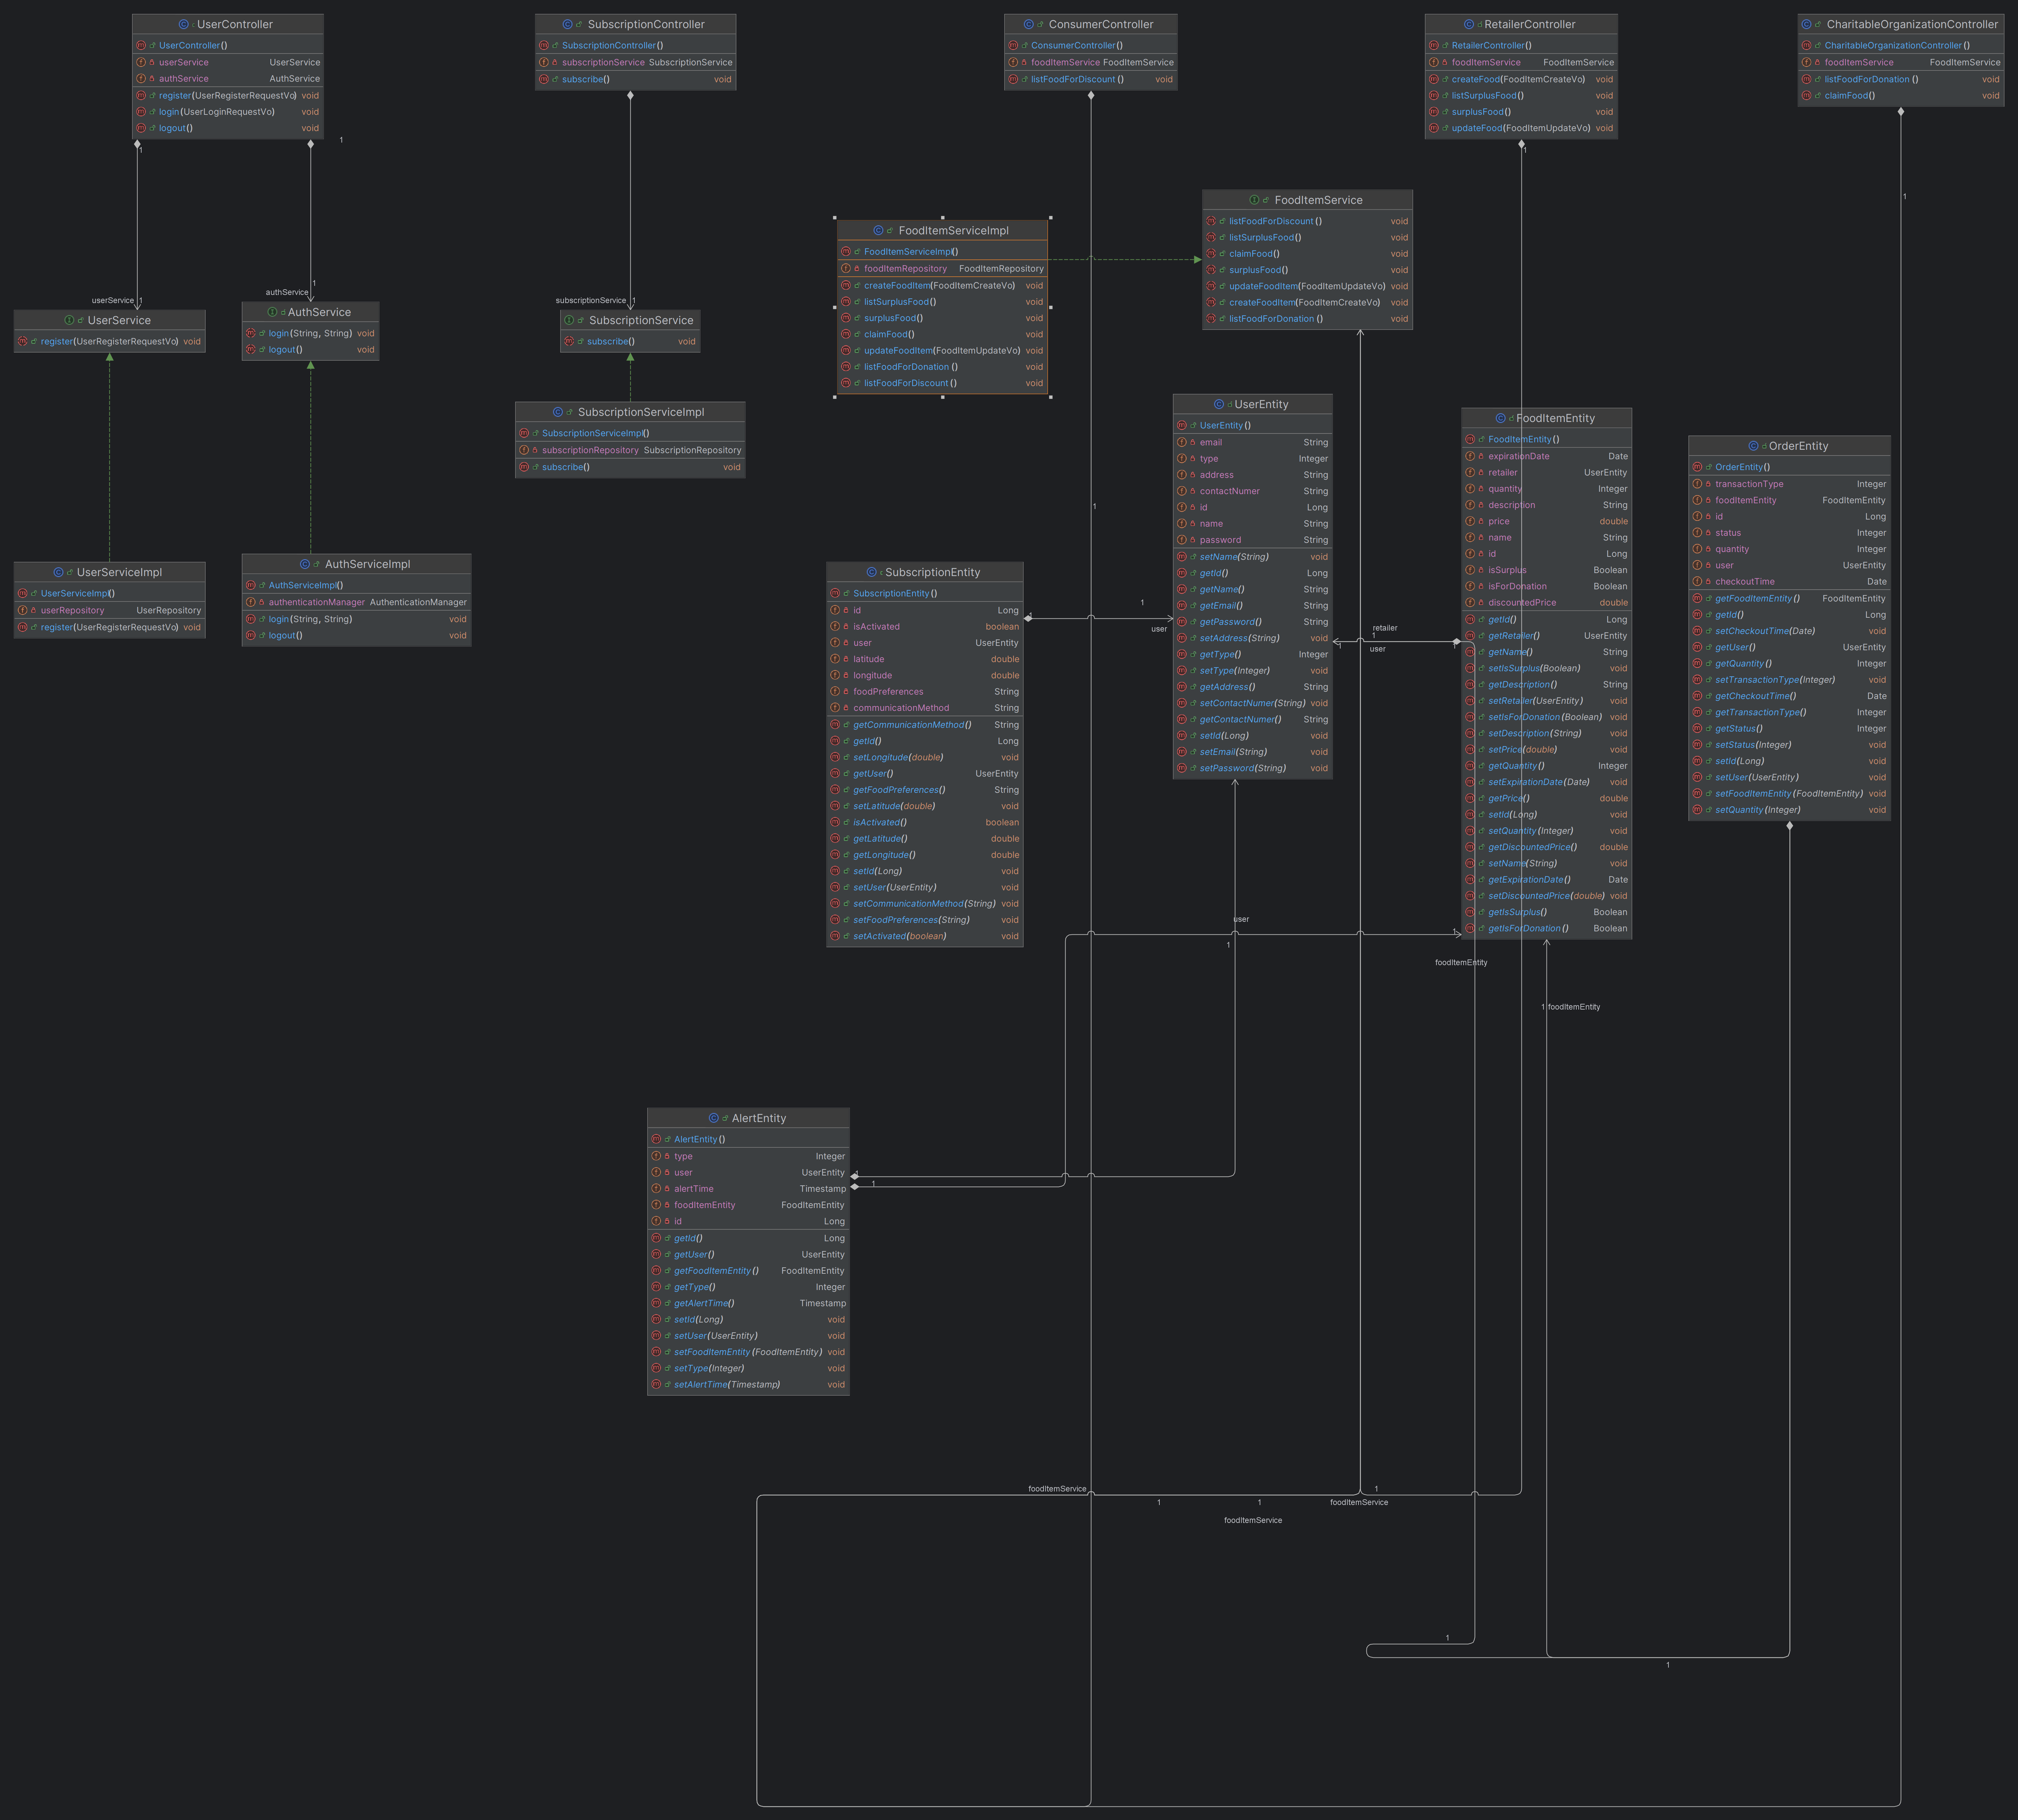 UserController
UserController()
userService UserService
authService AuthService
register(UserRegisterRequestVo) void
login(UserLoginRequestVo) void
logout() void
SubscriptionController
SubscriptionController()
subscriptionService SubscriptionService
subscribe() void
ConsumerController
ConsumerController()
foodItemService FoodItemService
listFoodForDiscount() void
RetailerController
RetailerController()
foodItemService FoodItemService
createFood(FoodItemCreateVo) void
listSurplusFood() void
surplusFood() void
updateFood(FoodItemUpdateVo) void
CharitableOrganizationController
CharitableOrganizationController()
foodItemService FoodItemService
listFoodForDonation() void
claimFood() void
1
1
1
1
userService 1
1
authService
subscriptionService 1
UserService
register(UserRegisterRequestVo) void
AuthService
login(String, String) void
logout() void
SubscriptionService
subscribe() void
FoodItemServiceImpl
FoodItemServiceImpl()
foodItemRepository FoodItemRepository
createFoodItem(FoodItemCreateVo) void
listSurplusFood() void
surplusFood() void
claimFood() void
updateFoodItem(FoodItemUpdateVo) void
listFoodForDonation() void
listFoodForDiscount() void
FoodItemService
listFoodForDiscount() void
listSurplusFood() void
claimFood() void
surplusFood() void
updateFoodItem(FoodItemUpdateVo) void
createFoodItem(FoodItemCreateVo) void
listFoodForDonation() void
SubscriptionServiceImpl
SubscriptionServiceImpl()
subscriptionRepository SubscriptionRepository
subscribe() void
UserServiceImpl
UserServiceImpl()
userRepository UserRepository
register(UserRegisterRequestVo) void
AuthServiceImpl
AuthServiceImpl()
authenticationManager AuthenticationManager
login(String, String) void
logout() void
1
SubscriptionEntity
SubscriptionEntity()
id Long
isActivated boolean
user UserEntity
latitude double
longitude double
foodPreferences String
communicationMethod String
getCommunicationMethod() String
getId() Long
setLongitude(double) void
getUser() UserEntity
getFoodPreferences() String
setLatitude(double) void
isActivated() boolean
getLatitude() double
getLongitude() double
setId(Long) void
setUser(UserEntity) void
setCommunicationMethod(String) void
setFoodPreferences(String) void
setActivated(boolean) void
1
1
user
UserEntity
UserEntity()
email String
type Integer
address String
contactNumer String
id Long
name String
password String
setName(String) void
getId() Long
getName() String
getEmail() String
getPassword() String
setAddress(String) void
getType() Integer
setType(Integer) void
getAddress() String
setContactNumer(String) void
getContactNumer() String
setId(Long) void
setEmail(String) void
setPassword(String) void
retailer
1
1
user
1
FoodItemEntity
FoodItemEntity()
expirationDate Date
retailer UserEntity
quantity Integer
description String
price double
name String
id Long
isSurplus Boolean
isForDonation Boolean
discountedPrice double
getId() Long
getRetailer() UserEntity
getName() String
setIsSurplus(Boolean) void
getDescription() String
setRetailer(UserEntity) void
setIsForDonation(Boolean) void
setDescription(String) void
setPrice(double) void
getQuantity() Integer
setExpirationDate(Date) void
getPrice() double
setId(Long) void
setQuantity(Integer) void
getDiscountedPrice() double
setName(String) void
getExpirationDate() Date
setDiscountedPrice(double) void
getIsSurplus() Boolean
getIsForDonation() Boolean
OrderEntity
OrderEntity()
transactionType Integer
foodItemEntity FoodItemEntity
id Long
status Integer
quantity Integer
user UserEntity
checkoutTime Date
getFoodItemEntity() FoodItemEntity
getId() Long
setCheckoutTime(Date) void
getUser() UserEntity
getQuantity() Integer
setTransactionType(Integer) void
getCheckoutTime() Date
getTransactionType() Integer
getStatus() Integer
setStatus(Integer) void
setId(Long) void
setUser(UserEntity) void
setFoodItemEntity(FoodItemEntity) void
setQuantity(Integer) void
user
1
1
foodItemEntity
1 foodItemEntity
AlertEntity
AlertEntity()
type Integer
user UserEntity
alertTime Timestamp
foodItemEntity FoodItemEntity
id Long
getId() Long
getUser() UserEntity
getFoodItemEntity() FoodItemEntity
getType() Integer
getAlertTime() Timestamp
setId(Long) void
setUser(UserEntity) void
setFoodItemEntity(FoodItemEntity) void
setType(Integer) void
setAlertTime(Timestamp) void
1
1
foodItemService
1
1
1
foodItemService
foodItemService
1
1